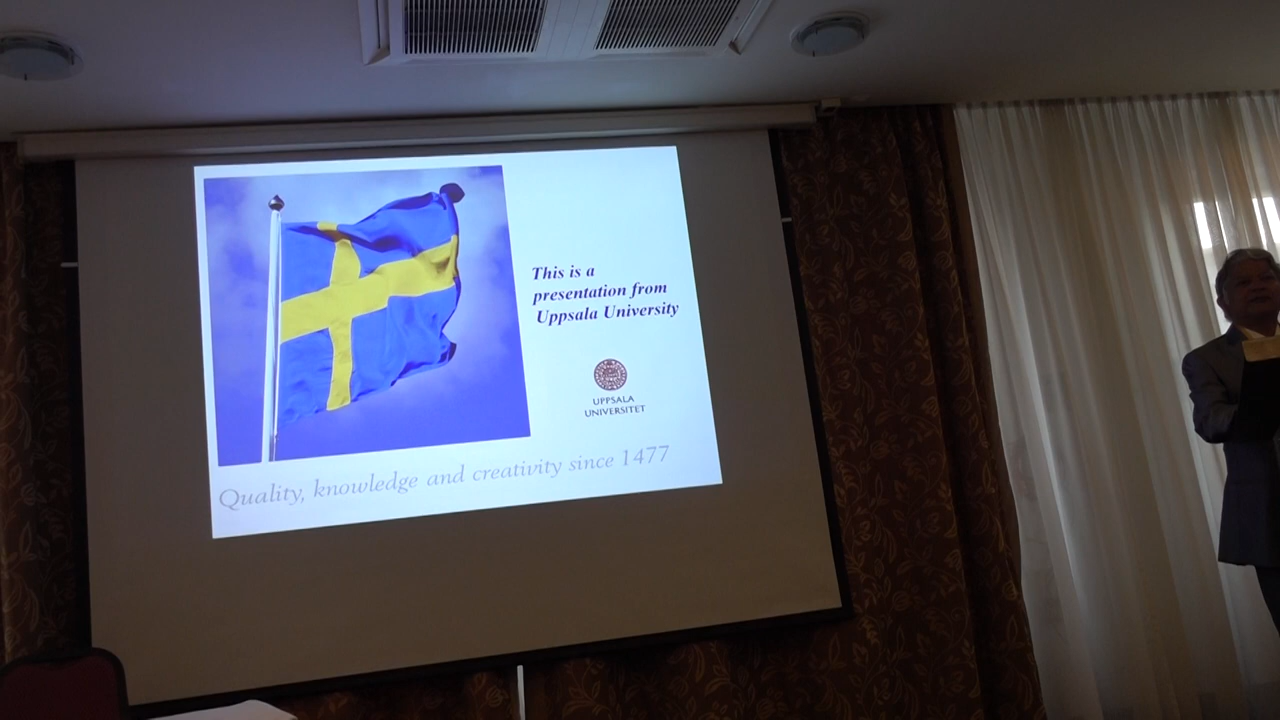 This is a
presentation from
Uppsala University
UPPSALA
UNIVERSITET
Quality, knowledge and creativity since 1477